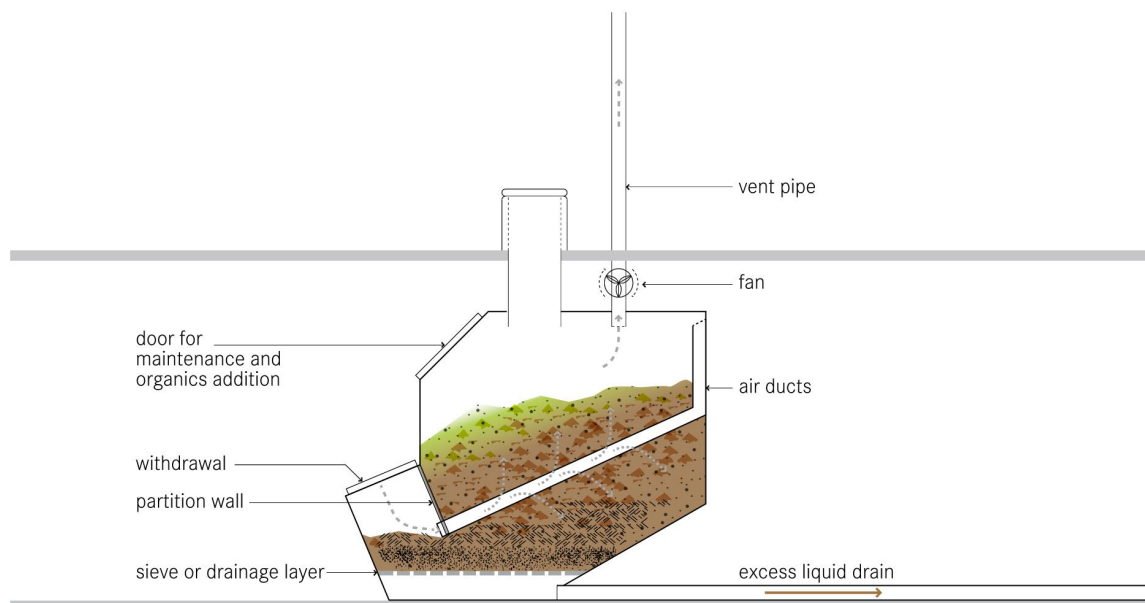 vent pipe
fan
door for
maintenance and
organics addition
air ducts
withdrawal
partition wall
sieve or drainage layer
excess liquid drain